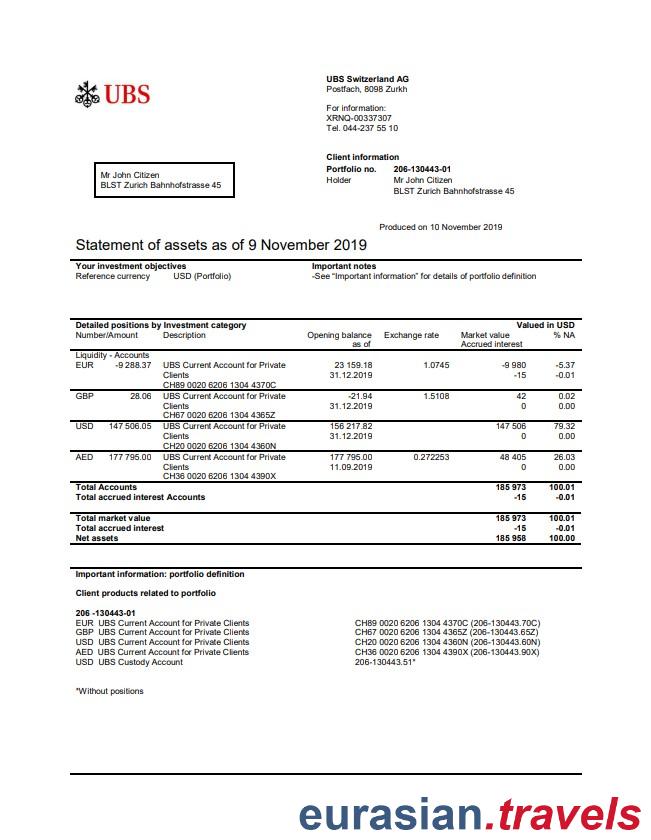 UBS
UBS Switzerland AG
Postfach, 8098 Zurkh
For information:
XRNQ-00337307
Tel. 044-237 55 10
Mr John Citizen
BLST Zurich Bahnhofstrasse 45
Client information
Portfolio no. 206-130443-01
Holder Mr John Citizen
BLST Zurich Bahnhofstrasse 45
Produced on 10 November 2019
Statement of assets as of 9 November 2019
Your investment objectives Important notes
Reference currency USD (Portfolio) -See "Important information" for details of portfolio definition
Detailed positions by Investment category Valued in USD
Number/Amount Description Opening balance Exchange rate Market value % NA
as of Accrued interest
Liquidity - Accounts
EUR -9 288.37 UBS Current Account for Private 23 159.18 1.0745 -9 980 -5.37
Clients 31.12.2019 -15 -0.01
CH89 0020 6206 1304 4370C
GBP 28.06 UBS Current Account for Private -21.94 1.5108 42 0.02
Clients 31.12.2019 0 0.00
CH67 0020 6206 1304 4365Z
USD 147 506.05 UBS Current Account for Private 156 217.82 147 506 79.32
Clients 31.12.2019 0 0.00
CH20 0020 6206 1304 4360N
AED 177 795.00 UBS Current Account for Private 177 795.00 0.272253 48 405 26.03
Clients 11.09.2019 0 0.00
CH36 0020 6206 1304 4390X
Total Accounts 185 973 100.01
Total accrued interest Accounts -15 -0.01
Total market value 185 973 100.01
Total accrued interest -15 -0.01
Net assets 185 958 100.00
Important information: portfolio definition
Client products related to portfolio
206 -130443-01
EUR UBS Current Account for Private Clients CH89 0020 6206 1304 4370C (206-130443.70C)
GBP UBS Current Account for Private Clients CH67 0020 6206 1304 4365Z (206-130443.65Z)
USD UBS Current Account for Private Clients CH20 0020 6206 1304 4360N (206-130443.60N)
AED UBS Current Account for Private Clients CH36 0020 6206 1304 4390X (206-130443.90X)
USD UBS Custody Account 206-130443.51*
*Without positions
eurasian.travels